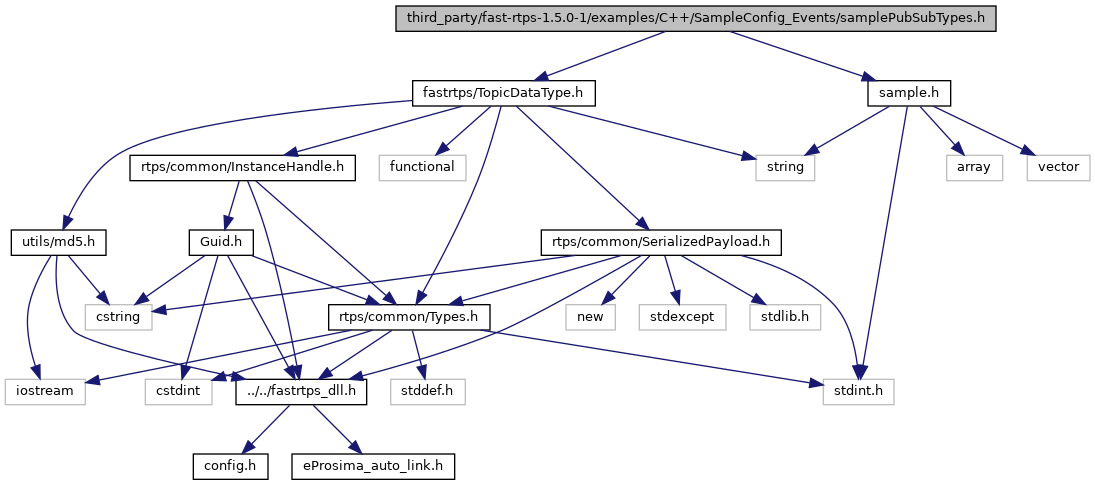 third_party/fast-rtps-1.5.0-1/examples/C++/SampleConfig_Events/samplePubSubTypes.h
fastrtps/TopicDataType.h
sample.h
rtps/common/InstanceHandle.h
functional
string
array
vector
utils/md5.h
Guid.h
rtps/common/SerializedPayload.h
cstring
rtps/common/Types.h
new
stdexcept
stdlib.h
iostream
cstdint
../../fastrtps_dll.h
stddef.h
stdint.h
config.h
eProsima_auto_link.h